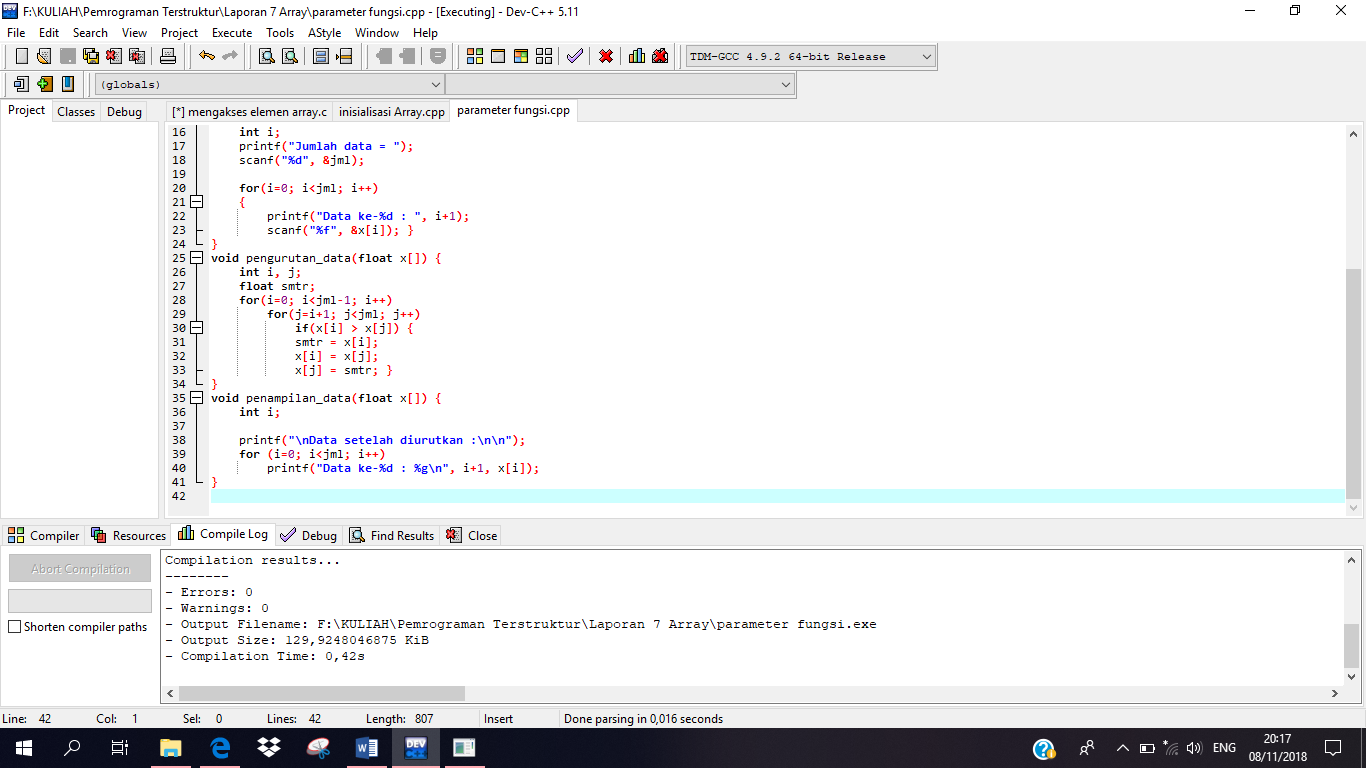 F:\KULIAH\Pemrograman Terstruktur\Laporan 7 Array\parameter fungsi.cpp - [Executing] - Dev-C++ 5.11
File Edit Search View Project Execute Tools AStyle Window Help
TDM-GCC 4.9.2 64-bit Release
(globals)
Project Classes Debug
[*] mengakses elemen array.c inisialisasi Array.cpp parameter fungsi.cpp
16 int i;
17 printf("Jumlah data = ");
18 scanf("%d", &jml);
19
20 for(i=0; i<jml; i++)
21 {
22 printf("Data ke-%d : ", i+1);
23 scanf("%f", &x[i]); }
24 }
25 void pengurutan_data(float x[]) {
26 int i, j;
27 float smtr;
28 for(i=0; i<jml-1; i++)
29 for(j=i+1; j<jml; j++)
30 if(x[i] > x[j]) {
31 smtr = x[i];
32 x[i] = x[j];
33 x[j] = smtr; }
34 }
35 void penampilan_data(float x[]) {
36 int i;
37
38 printf("\nData setelah diurutkan :\n\n");
39 for (i=0; i<jml; i++)
40 printf("Data ke-%d : %g\n", i+1, x[i]);
41 }
42
Compiler Resources Compile Log Debug Find Results Close
Abort Compilation
Shorten compiler paths
Compilation results...
--------
- Errors: 0
- Warnings: 0
- Output Filename: F:\KULIAH\Pemrograman Terstruktur\Laporan 7 Array\parameter fungsi.exe
- Output Size: 129,9248046875 KiB
- Compilation Time: 0,42s
Line: 42 Col: 1 Sel: 0 Lines: 42 Length: 807 Insert Done parsing in 0,016 seconds
DEV
ENG
20:17
08/11/2018